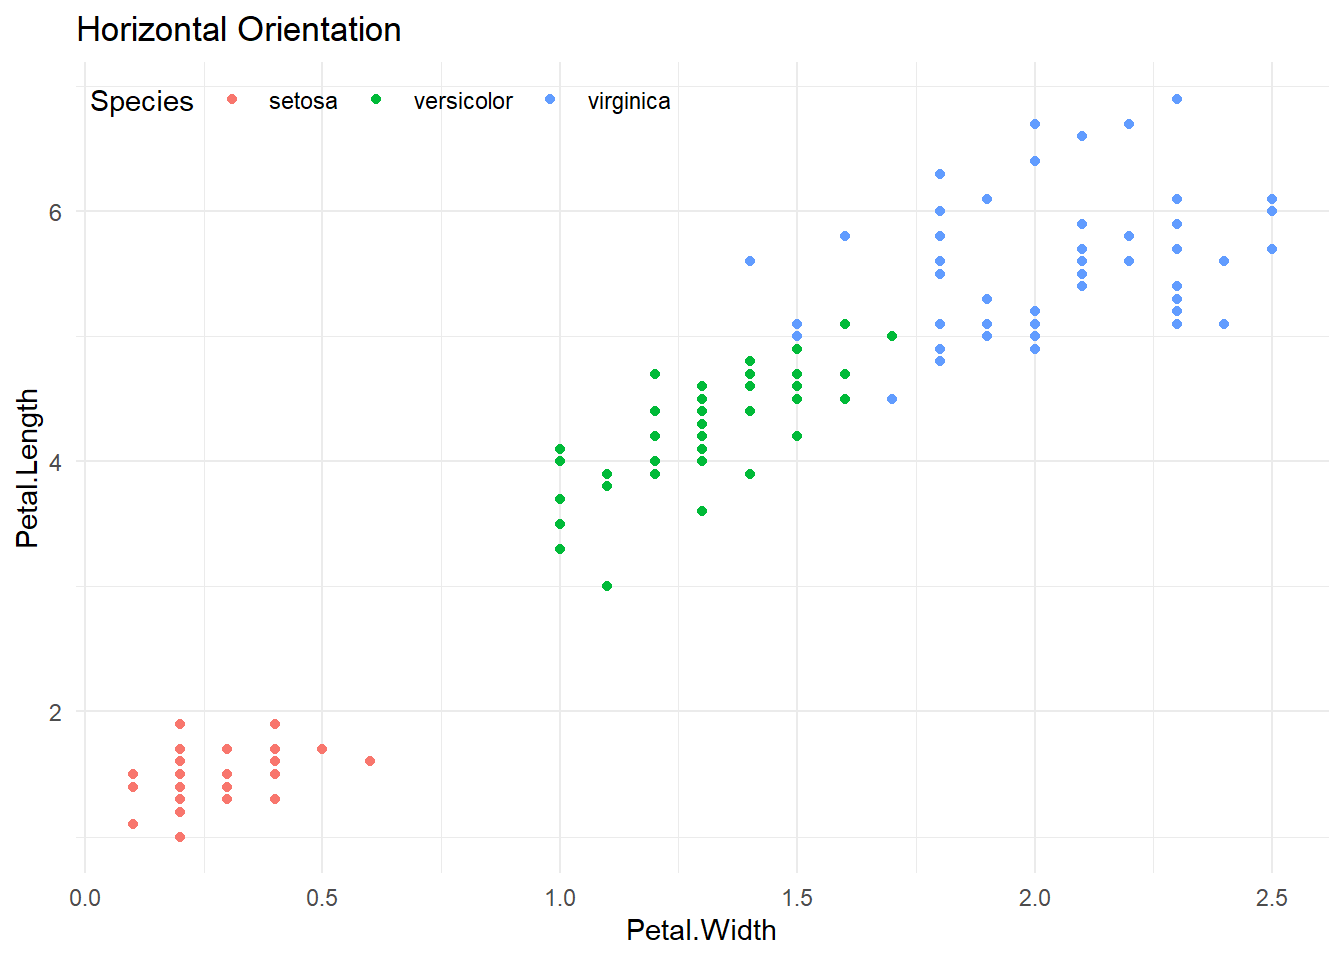 Horizontal Orientation
Species setosa versicolor virginica
6
4
2
Petal.Length
0.0 0.5 1.0 1.5 2.0 2.5
Petal.Width